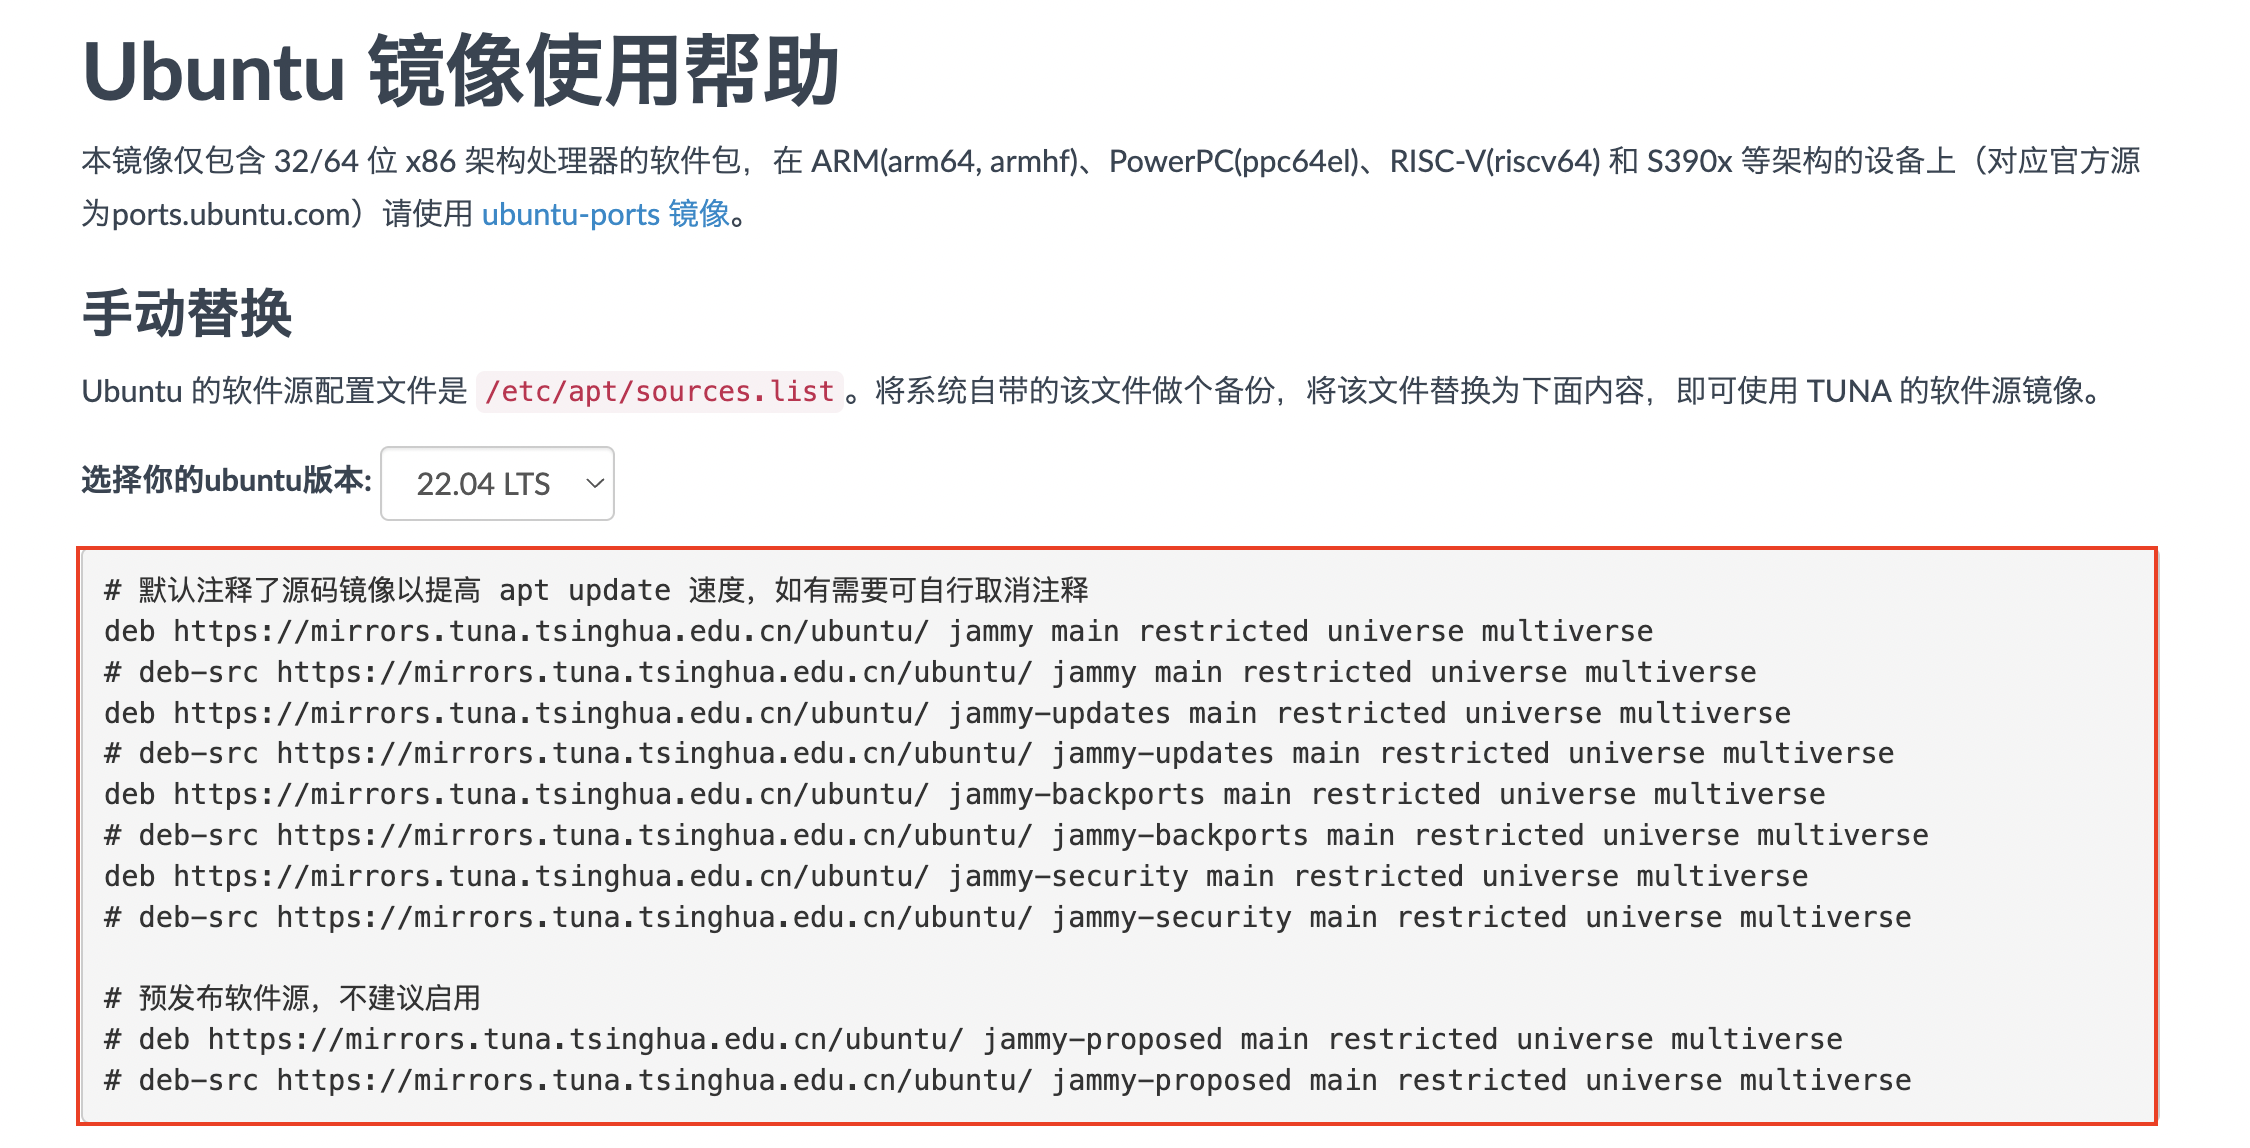 Ubuntu 镜像使用帮助
本镜像仅包含 32/64 位 x86 架构处理器的软件包，在 ARM(arm64, armhf)、PowerPC(ppc64el)、RISC-V(riscv64) 和 S390x 等架构的设备上（对应官方源
为ports.ubuntu.com）请使用 ubuntu-ports 镜像。
手动替换
Ubuntu 的软件源配置文件是 /etc/apt/sources.list。将系统自带的该文件做个备份，将该文件替换为下面内容，即可使用 TUNA 的软件源镜像。
选择你的ubuntu版本: 22.04 LTS
# 默认注释了源码镜像以提高 apt update 速度，如有需要可自行取消注释
deb https://mirrors.tuna.tsinghua.edu.cn/ubuntu/ jammy main restricted universe multiverse
# deb-src https://mirrors.tuna.tsinghua.edu.cn/ubuntu/ jammy main restricted universe multiverse
deb https://mirrors.tuna.tsinghua.edu.cn/ubuntu/ jammy-updates main restricted universe multiverse
# deb-src https://mirrors.tuna.tsinghua.edu.cn/ubuntu/ jammy-updates main restricted universe multiverse
deb https://mirrors.tuna.tsinghua.edu.cn/ubuntu/ jammy-backports main restricted universe multiverse
# deb-src https://mirrors.tuna.tsinghua.edu.cn/ubuntu/ jammy-backports main restricted universe multiverse
deb https://mirrors.tuna.tsinghua.edu.cn/ubuntu/ jammy-security main restricted universe multiverse
# deb-src https://mirrors.tuna.tsinghua.edu.cn/ubuntu/ jammy-security main restricted universe multiverse
# 预发布软件源，不建议启用
# deb https://mirrors.tuna.tsinghua.edu.cn/ubuntu/ jammy-proposed main restricted universe multiverse
# deb-src https://mirrors.tuna.tsinghua.edu.cn/ubuntu/ jammy-proposed main restricted universe multiverse